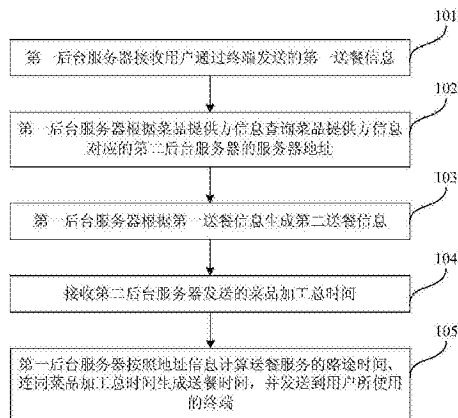 101
第一后台服务器接收用户通过终端发送的第一送餐信息
102
第一后台服务器根据菜品提供方信息查询菜品提供方信息
对应的第二后台服务器的服务器地址
103
第一后台服务器根据第一送餐信息生成第二送餐信息
104
接收第二后台服务器发送的菜品加工总时间
105
第一后台服务器按照地址信息计算送餐服务的路途时间、
连同菜品加工总时间生成送餐时间，并发送到用户所使用
的终端